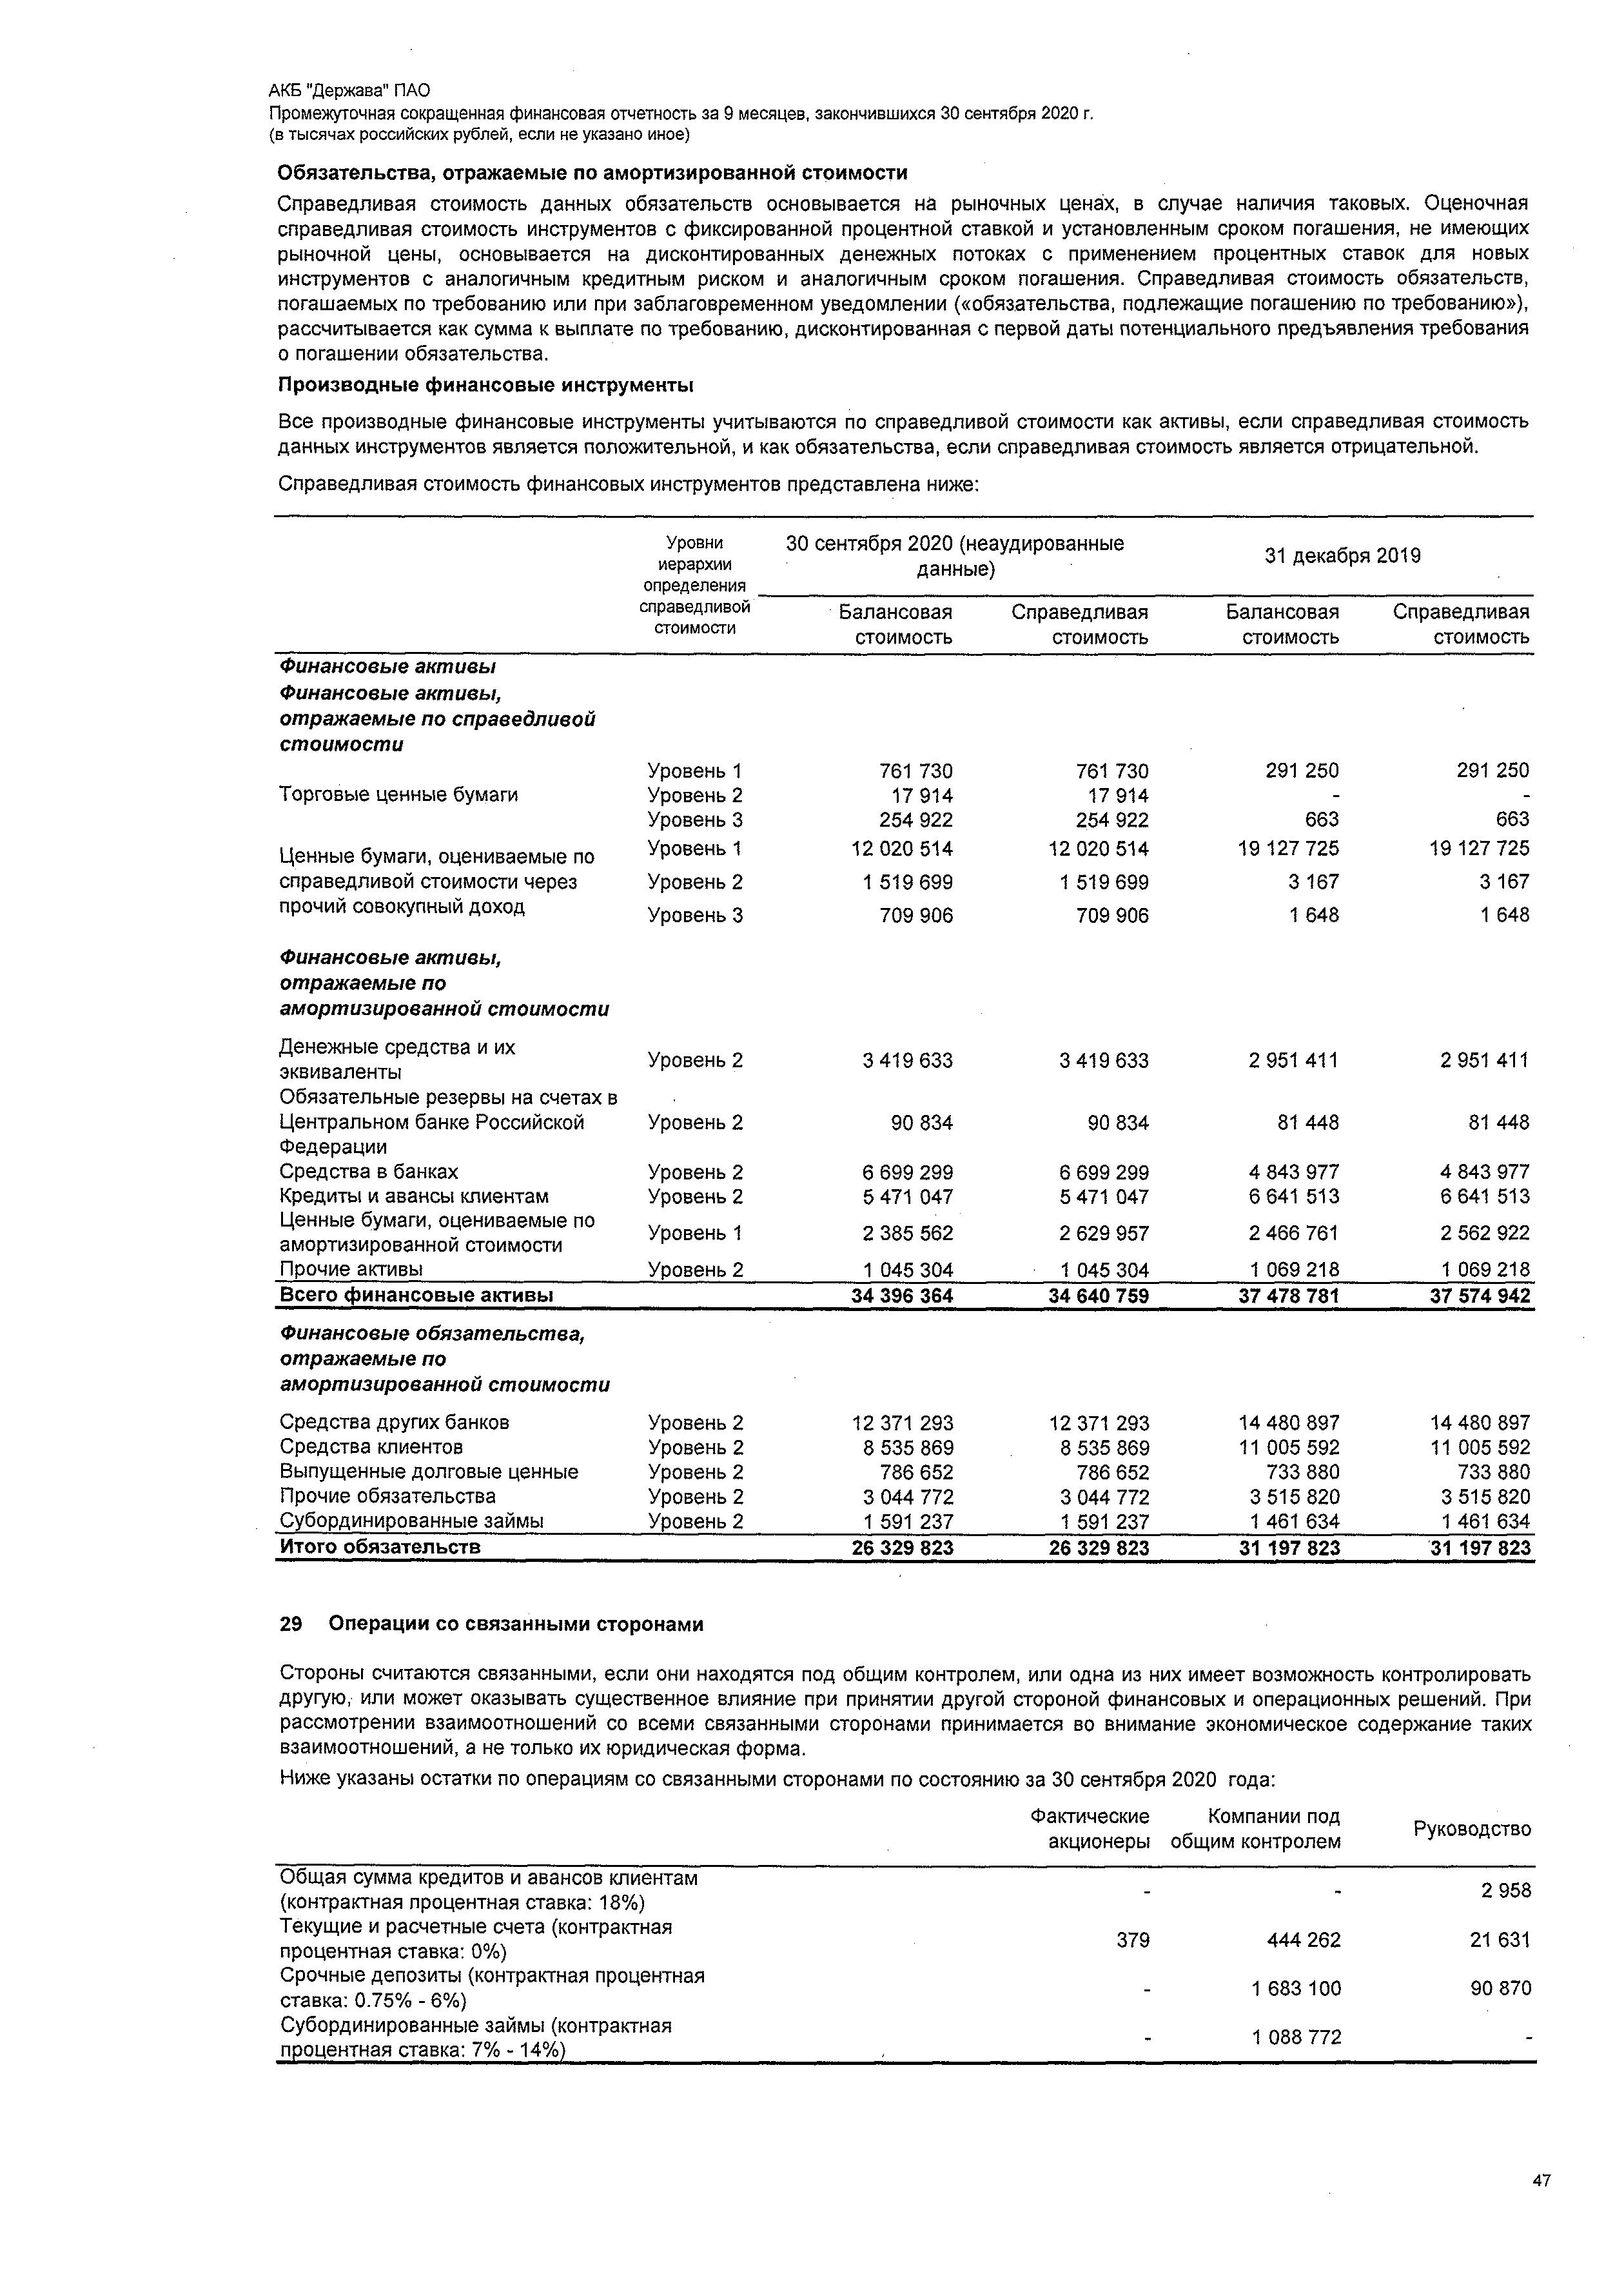 АКБ "Держава" ПАО
Промежуточная сокращенная финансовая отчетность за 9 месяцев, закончившихся 30 сентября 2020 г.
(в тысячах российских рублей, если не указано иное)
Обязательства, отражаемые по амортизированной стоимости
Справедливая стоимость данных обязательств основывается на рыночных ценах, в случае наличия таковых. Оценочная
справедливая стоимость инструментов с фиксированной процентной ставкой и установленным сроком погашения, не имеющих
рыночной цены, основывается на дисконтированных денежных потоках с применением процентных ставок для новых
инструментов с аналогичным кредитным риском и аналогичным сроком погашения. Справедливая стоимость обязательств,
погашаемых по требованию или при заблаговременном уведомлении («обязательства, подлежащие погашению по требованию»),
рассчитывается как сумма к выплате по требованию, дисконтированная с первой даты потенциального предъявления требования
о погашении обязательства.
Производные финансовые инструменты
Все производные финансовые инструменты учитываются по справедливой стоимости как активы, если справедливая стоимость
данных инструментов является положительной, и как обязательства, если справедливая стоимость является отрицательной.
Справедливая стоимость финансовых инструментов представлена ниже:
Уровни
иерархии
определения
справедливой
стоимости
30 сентября 2020 (неаудированные
данные)
31 декабря 2019
Балансовая Справедливая Балансовая Справедливая
стоимость стоимость стоимость стоимость
Финансовые активы
Финансовые активы,
отражаемые по справедливой
стоимости
Уровень 1 761 730 761 730 291 250 291 250
Торговые ценные бумаги Уровень 2 17 914 17 914 - -
Уровень 3 254 922 254 922 663 663
Ценные бумаги, оцениваемые по Уровень 1 12 020 514 12 020 514 19 127 725 19 127 725
справедливой стоимости через Уровень 2 1 519 699 1 519 699 3 167 3 167
прочий совокупный доход Уровень 3 709 906 709 906 1 648 1 648
Финансовые активы,
отражаемые по
амортизированной стоимости
Денежные средства и их
эквиваленты Уровень 2 3 419 633 3 419 633 2 951 411 2 951 411
Обязательные резервы на счетах в
Центральном банке Российской Уровень 2 90 834 90 834 81 448 81 448
Федерации
Средства в банках Уровень 2 6 699 299 6 699 299 4 843 977 4 843 977
Кредиты и авансы клиентам Уровень 2 5 471 047 5 471 047 6 641 513 6 641 513
Ценные бумаги, оцениваемые по
амортизированной стоимости Уровень 1 2 385 562 2 629 957 2 466 761 2 562 922
Прочие активы Уровень 2 1 045 304 1 045 304 1 069 218 1 069 218
Всего финансовые активы 34 396 364 34 640 759 37 478 781 37 574 942
Финансовые обязательства,
отражаемые по
амортизированной стоимости
Средства других банков Уровень 2 12 371 293 12 371 293 14 480 897 14 480 897
Средства клиентов Уровень 2 8 535 869 8 535 869 11 005 592 11 005 592
Выпущенные долговые ценные Уровень 2 786 652 786 652 733 880 733 880
Прочие обязательства Уровень 2 3 044 772 3 044 772 3 515 820 3 515 820
Субординированные займы Уровень 2 1 591 237 1 591 237 1 461 634 1 461 634
Итого обязательств 26 329 823 26 329 823 31 197 823 31 197 823
29 Операции со связанными сторонами
Стороны считаются связанными, если они находятся под общим контролем, или одна из них имеет возможность контролировать
другую, или может оказывать существенное влияние при принятии другой стороной финансовых и операционных решений. При
рассмотрении взаимоотношений со всеми связанными сторонами принимается во внимание экономическое содержание таких
взаимоотношений, а не только их юридическая форма.
Ниже указаны остатки по операциям со связанными сторонами по состоянию за 30 сентября 2020 года:
Фактические Компании под
акционеры общим контролем Руководство
Общая сумма кредитов и авансов клиентам
(контрактная процентная ставка: 18%) - - 2 958
Текущие и расчетные счета (контрактная
процентная ставка: 0%) 379 444 262 21 631
Срочные депозиты (контрактная процентная
ставка: 0.75% - 6%) - 1 683 100 90 870
Субординированные займы (контрактная
процентная ставка: 7% - 14%) - 1 088 772 -
47